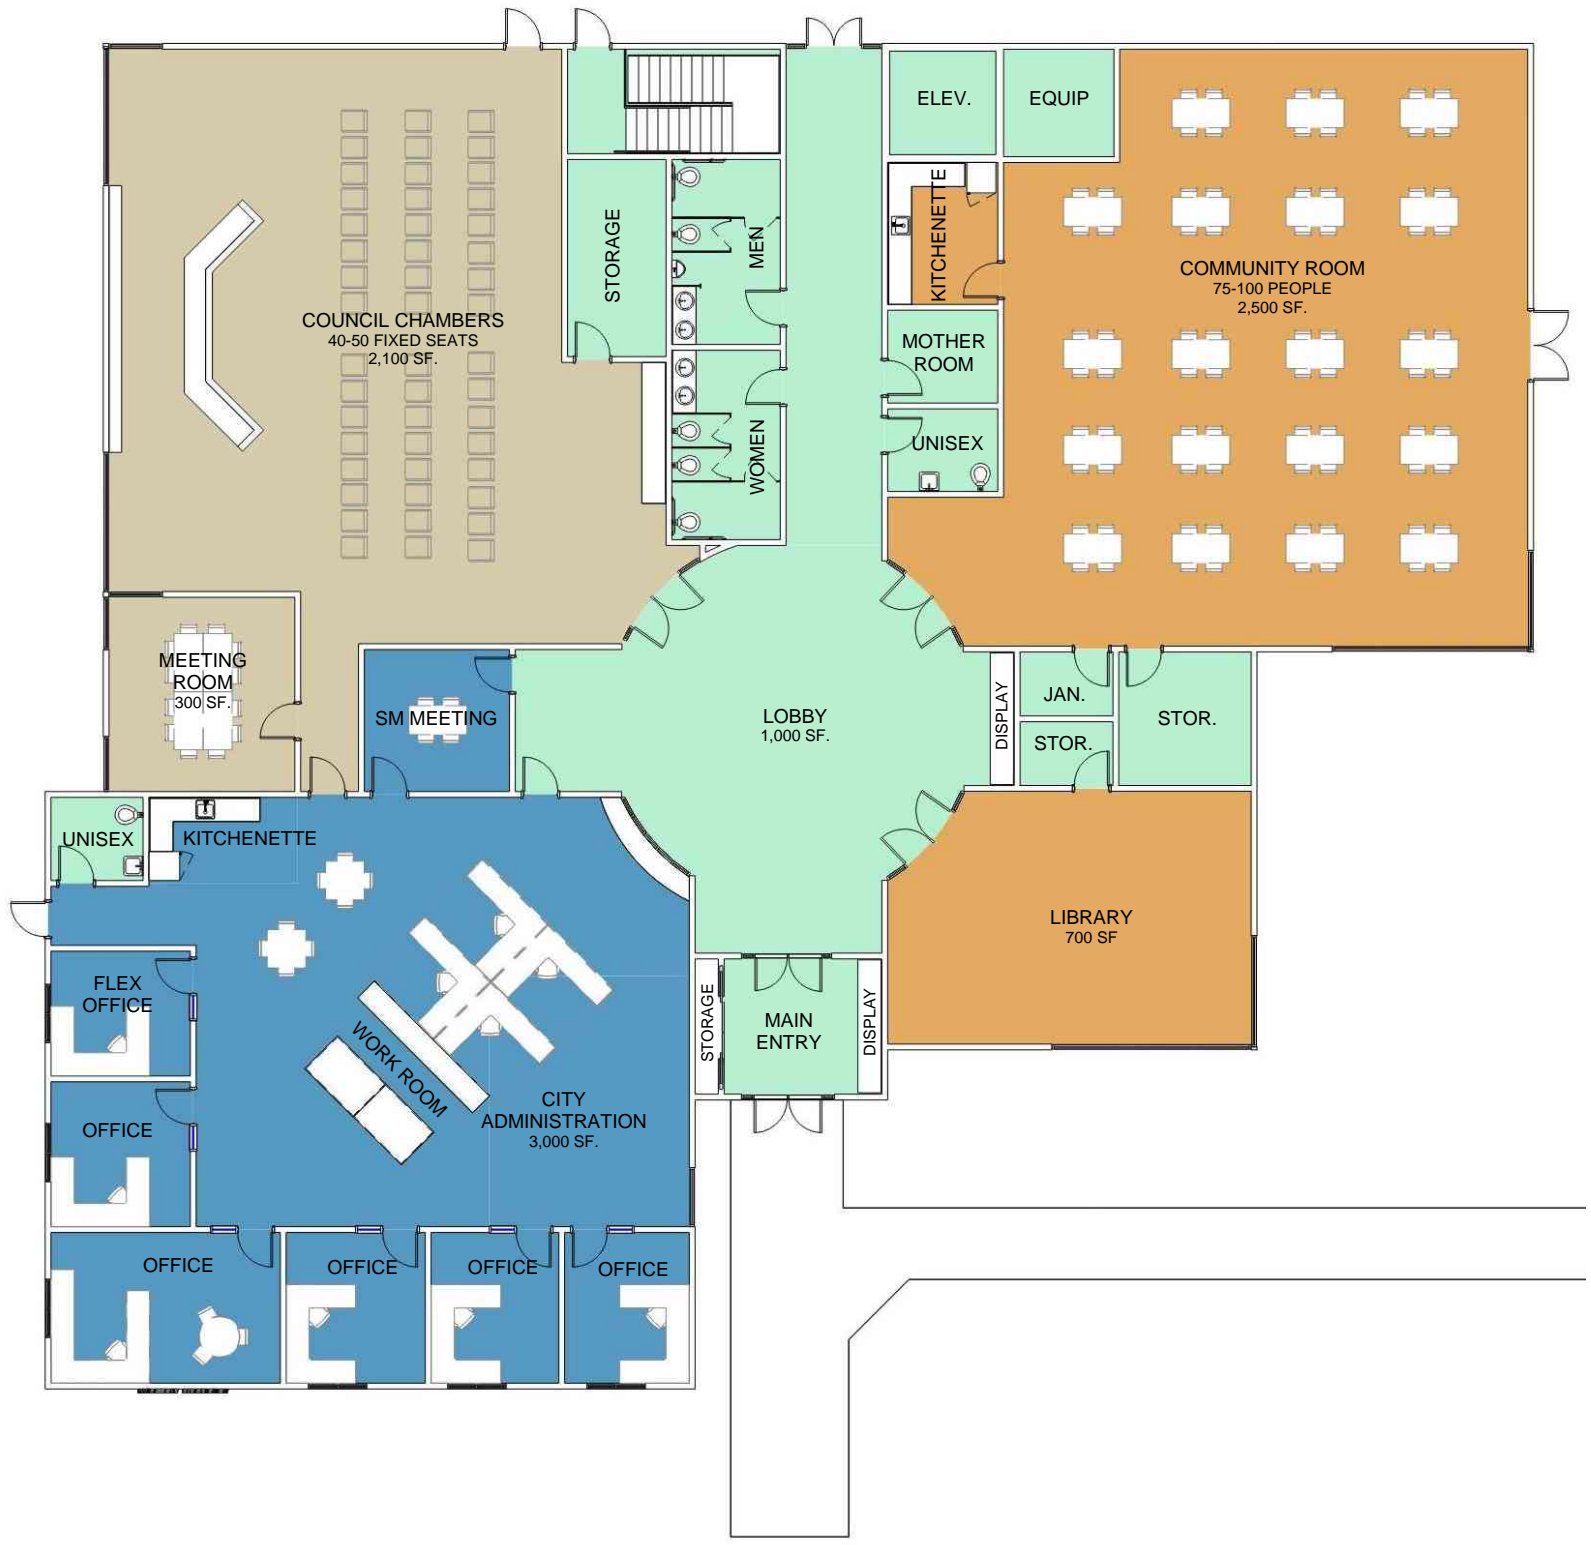 ELEV.
EQUIP
STORAGE
MEN
KITCHENETTE
COMMUNITY ROOM
75-100 PEOPLE
2,500 SF.
COUNCIL CHAMBERS
40-50 FIXED SEATS
2,100 SF.
MOTHER
ROOM
WOMEN
UNISEX
MEETING
ROOM
300 SF.
SM MEETING
LOBBY
1,000 SF.
DISPLAY
JAN.
STOR.
STOR.
UNISEX
KITCHENETTE
LIBRARY
700 SF
FLEX
OFFICE
STORAGE
MAIN
ENTRY
DISPLAY
WORK ROOM
CITY
ADMINISTRATION
3,000 SF.
OFFICE
OFFICE
OFFICE
OFFICE
OFFICE